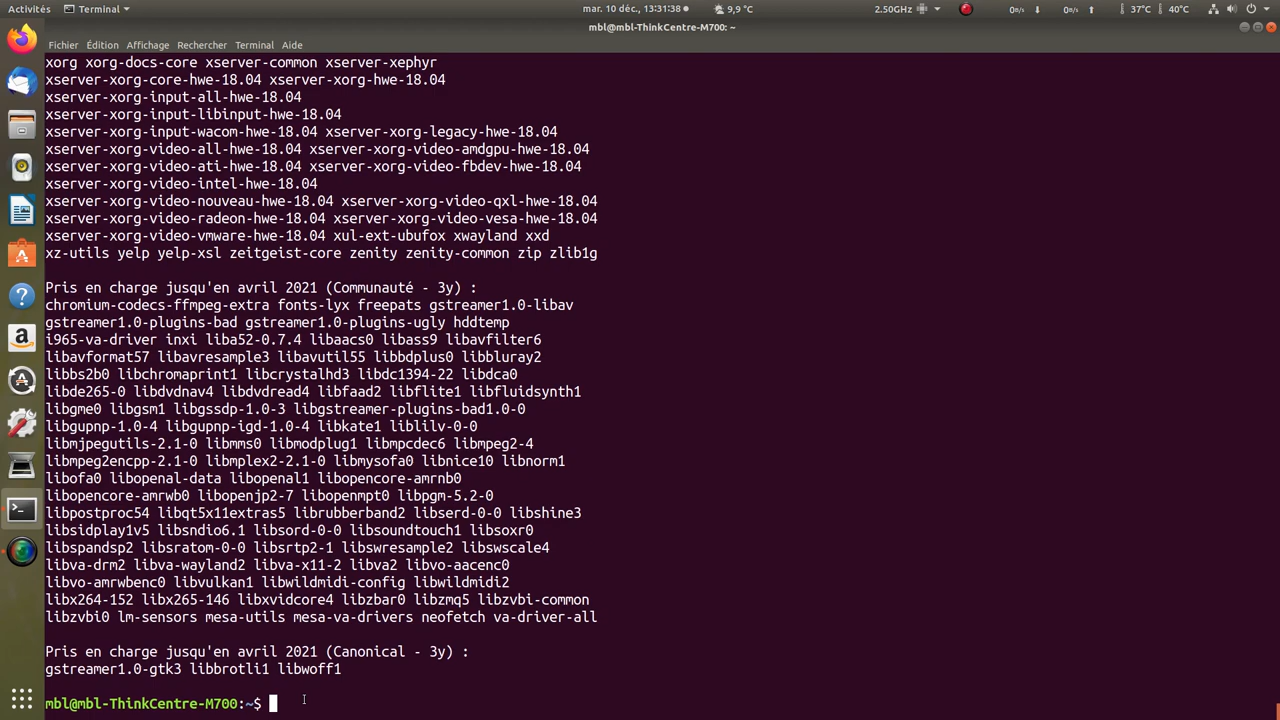 Activités
Terminal
mar. 10 déc., 13:31:38
9,9 °C
2.50GHz
0m/s
0m/s
37°C
40°C
mbl@mbl-ThinkCentre-M700: ~
Fichier Édition Affichage Rechercher Terminal Aide
xorg xorg-docs-core xserver-common xserver-xephyr
xserver-xorg-core-hwe-18.04 xserver-xorg-hwe-18.04
xserver-xorg-input-all-hwe-18.04
xserver-xorg-input-libinput-hwe-18.04
xserver-xorg-input-wacom-hwe-18.04 xserver-xorg-legacy-hwe-18.04
xserver-xorg-video-all-hwe-18.04 xserver-xorg-video-amdgpu-hwe-18.04
xserver-xorg-video-ati-hwe-18.04 xserver-xorg-video-fbdev-hwe-18.04
xserver-xorg-video-intel-hwe-18.04
xserver-xorg-video-nouveau-hwe-18.04 xserver-xorg-video-qxl-hwe-18.04
xserver-xorg-video-radeon-hwe-18.04 xserver-xorg-video-vesa-hwe-18.04
xserver-xorg-video-vmware-hwe-18.04 xul-ext-ubufox xwayland xxd
xz-utils yelp yelp-xsl zeitgeist-core zenity zenity-common zip zlib1g
Pris en charge jusqu'en avril 2021 (Communauté - 3y) :
chromium-codecs-ffmpeg-extra fonts-lyx freepats gstreamer1.0-libav
gstreamer1.0-plugins-bad gstreamer1.0-plugins-ugly hddtemp
i965-va-driver inxi liba52-0.7.4 libaacs0 libass9 libavfilter6
libavformat57 libavresample3 libavutil55 libbdplus0 libbluray2
libbs2b0 libchromaprint1 libcrystalhd3 libdc1394-22 libdca0
libde265-0 libdvdnav4 libdvdread4 libfaad2 libflite1 libfluidsynth1
libgme0 libgsm1 libgssdp-1.0-3 libgstreamer-plugins-bad1.0-0
libgupnp-1.0-4 libgupnp-igd-1.0-4 libkate1 liblilv-0-0
libmjpegutils-2.1-0 libmms0 libmodplug1 libmpcdec6 libmpeg2-4
libmpeg2encpp-2.1-0 libmplex2-2.1-0 libmysofa0 libnice10 libnorm1
libofa0 libopenal-data libopenal1 libopencore-amrnb0
libopencore-amrwb0 libopenjp2-7 libopenmpt0 libpgm-5.2-0
libpostproc54 libqt5x11extras5 librubberband2 libserd-0-0 libshine3
libsidplay1v5 libsndio6.1 libsord-0-0 libsoundtouch1 libsoxr0
libspandsp2 libsratom-0-0 libsrtp2-1 libswresample2 libswscale4
libva-drm2 libva-wayland2 libva-x11-2 libva2 libvo-aacenc0
libvo-amrwbenc0 libvulkan1 libwildmidi-config libwildmidi2
libx264-152 libx265-146 libxvidcore4 libzbar0 libzmq5 libzvbi-common
libzvbi0 lm-sensors mesa-utils mesa-va-drivers neofetch va-driver-all
Pris en charge jusqu'en avril 2021 (Canonical - 3y) :
gstreamer1.0-gtk3 libbrotli1 libwoff1
mbl@mbl-ThinkCentre-M700:~$